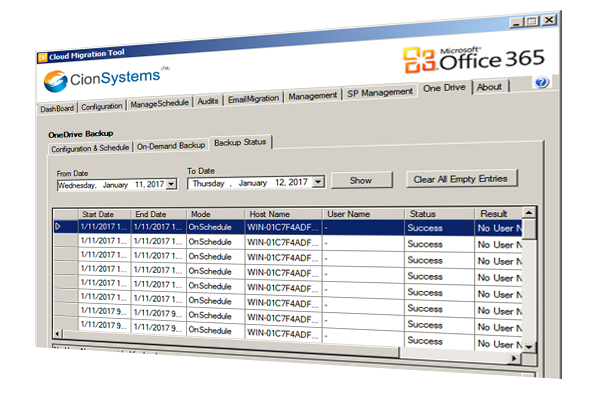 Cloud Migration Tool
CionSystems (TM)
Microsoft®
Office 365
DashBoard Configuration ManageSchedule Audits EmailMigration Management SP Management One Drive About ?
OneDrive Backup
Configuration & Schedule On-Demand Backup Backup Status
From Date To Date
Wednesday, January 11, 2017 Thursday , January 12, 2017 Show Clear All Empty Entries
Start Date End Date Mode Host Name User Name Status Result
1/11/2017 1... 1/11/2017 1... OnSchedule WIN-01C7F4ADF... - Success No User N
1/11/2017 1... 1/11/2017 1... OnSchedule WIN-01C7F4ADF... - Success No User N
1/11/2017 1... 1/11/2017 1... OnSchedule WIN-01C7F4ADF... - Success No User N
1/11/2017 1... 1/11/2017 1... OnSchedule WIN-01C7F4ADF... - Success No User N
1/11/2017 1... 1/11/2017 1... OnSchedule WIN-01C7F4ADF... - Success No User N
1/11/2017 1... 1/11/2017 1... OnSchedule WIN-01C7F4ADF... - Success No User N
1/11/2017 9... 1/11/2017 9... OnSchedule WIN-01C7F4ADF... - Success No User N
1/11/2017 9... 1/11/2017 9... OnSchedule WIN-01C7F4ADF... - Success No User N